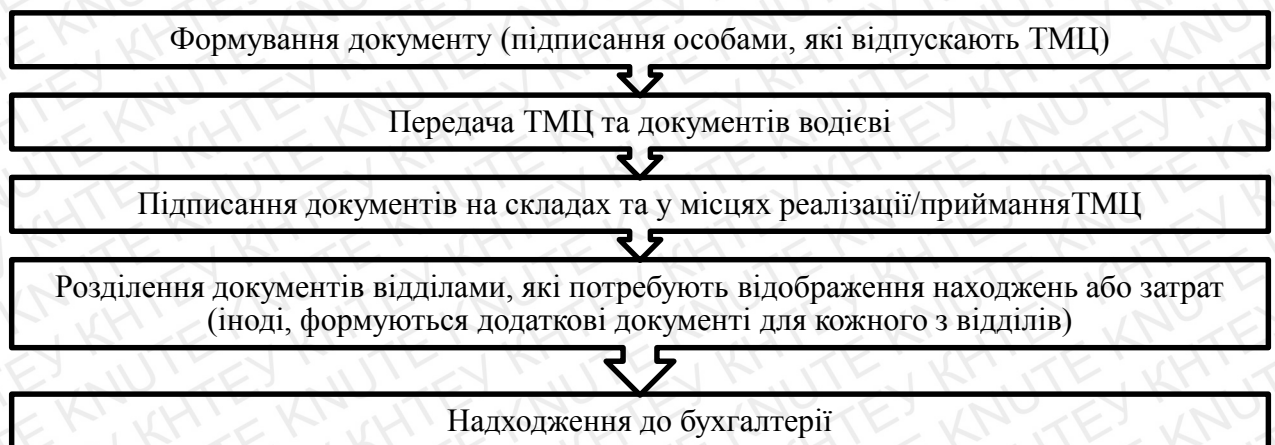 Формування документу (підписання особами, які відпускають ТМЦ)
Передача ТМЦ та документів водієві
Підписання документів на складах та у місцях реалізації/прийманняТМЦ
Розділення документів відділами, які потребують відображення находжень або затрат
(іноді, формуються додаткові документі для кожного з відділів)
Надходження до бухгалтерії